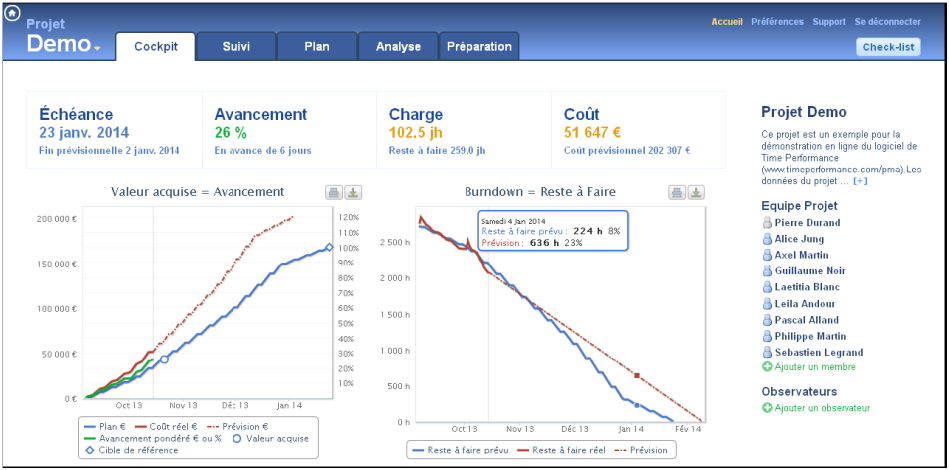 Projet
Demo
Cockpit
Suivi
Plan
Analyse
Préparation
Accueil Préférences Support Se déconnecter
Check-list
Échéance
23 janv. 2014
Fin prévisionnelle 2 janv. 2014
Avancement
26 %
En avance de 6 jours
Charge
102,5 jh
Reste à faire 259.0 jh
Coût
51 647 €
Coût prévisionnel 202 307 €
Valeur acquise = Avancement
200 000 €
150 000 €
100 000 €
50 000 €
0 €
120%
110%
100%
90%
80%
70%
60%
50%
40%
30%
20%
10%
Oct 13
Nov 13
Déc 13
Jan 14
Plan € Coût réel € Prévision €
Avancement pondéré € ou % Valeur acquise
Cible de référence
Burndown = Reste à Faire
Samedi 4 Jan 2014
Reste à faire prévu : 224 h 8%
Prévision : 636 h 23%
2 500 h
2 000 h
1 000 h
500 h
0 h
Oct 13
Nov 13
Déc 13
Jan 14
Fév 14
Reste à faire prévu Reste à faire réel Prévision
Projet Demo
Ce projet est un exemple pour la
démonstration en ligne du logiciel de
Time Performance
(www.timeperformance.com/pma).Les
données du projet ... [+]
Equipe Projet
Pierre Durand
Alice Jung
Axel Martin
Guillaume Noir
Laetitia Blanc
Leila Andour
Pascal Alland
Philippe Martin
Sebastien Legrand
Ajouter un membre
Observateurs
Ajouter un observateur